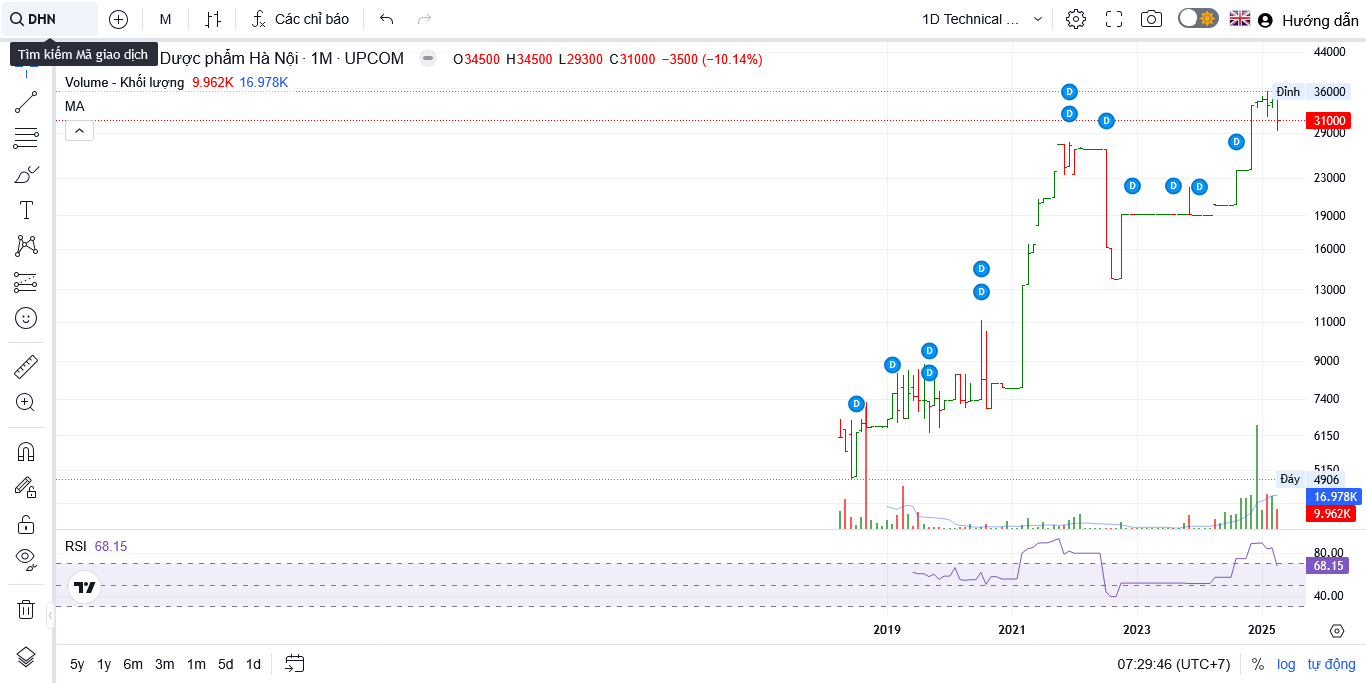 DHN
M
Các chỉ báo
1D Technical ...
Hướng dẫn
Tìm kiếm Mã giao dịch
Dược phẩm Hà Nội · 1M · UPCOM
O34500 H34500 L29300 C31000 −3500 (−10.14%)
Volume - Khối lượng 9.962K 16.978K
MA
44000
Đỉnh 36000
31000
29000
23000
19000
16000
13000
11000
9000
7400
6150
5150
Đáy 4906
16.978K
9.962K
D
D
D
D
D
D
D
D
D
D
D
D
D
RSI 68.15
80.00
68.15
40.00
2019 2021 2023 2025
5y 1y 6m 3m 1m 5d 1d
07:29:46 (UTC+7) % log tự động